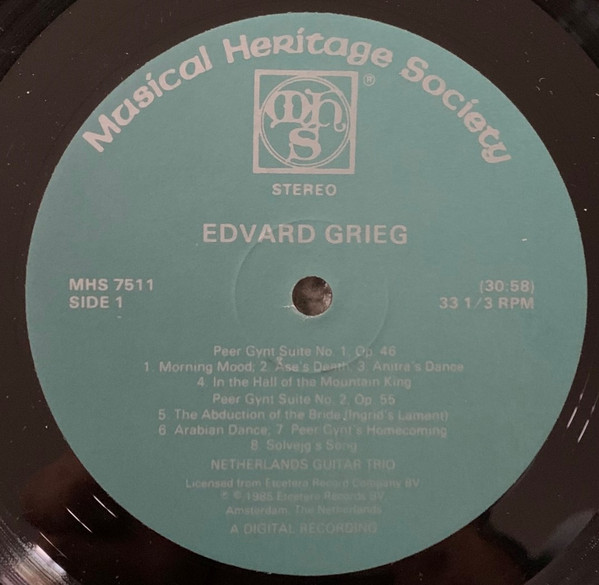 Musical Heritage Society
mhs
®
STEREO
EDVARD GRIEG
MHS 7511
SIDE 1
(30:58)
33 1/3 RPM
Peer Gynt Suite No. 1, Op. 46
1. Morning Mood; 2. Åse's Death; 3. Anitra's Dance
4. In the Hall of the Mountain King
Peer Gynt Suite No. 2, Op. 55
5. The Abduction of the Bride,(Ingrid's Lament)
6. Arabian Dance; 7. Peer Gynt's Homecoming
8. Solvejg's Song
NETHERLANDS GUITAR TRIO
Licensed from Etcetera Record Company BV
℗ © 1985 Etcetera Records BV,
Amsterdam, The Netherlands
A DIGITAL RECORDING